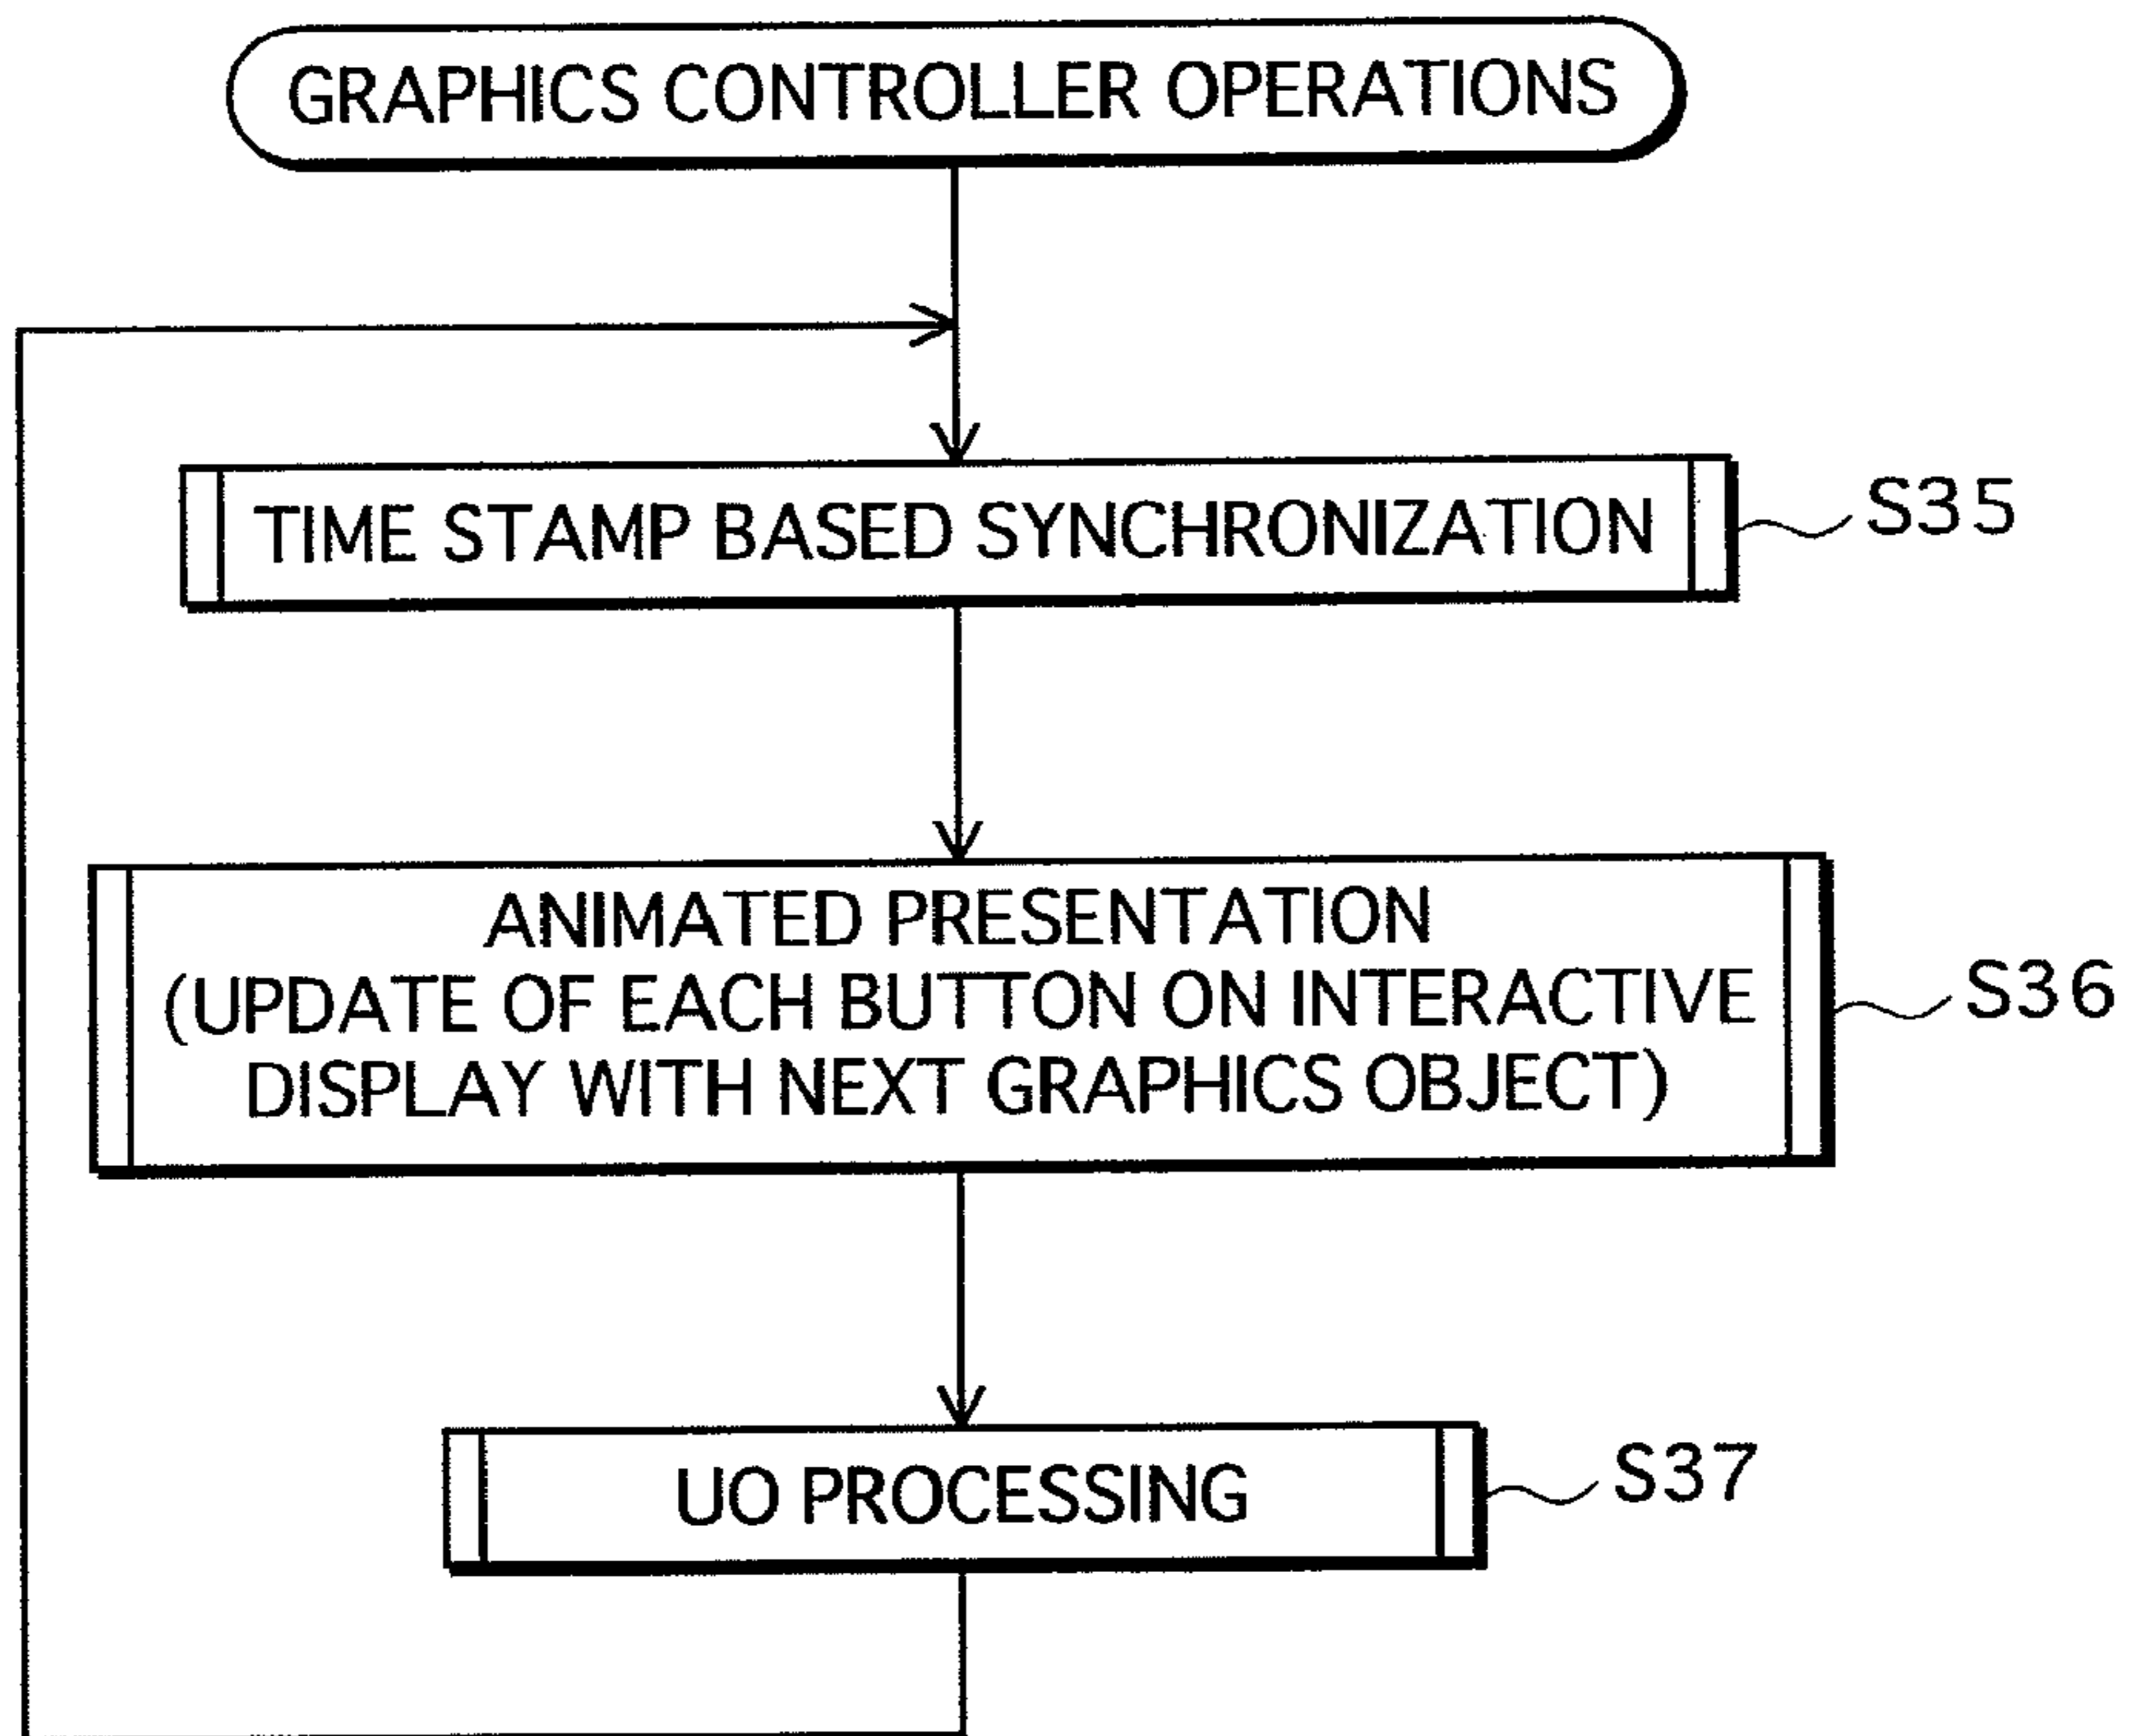 GRAPHICS CONTROLLER OPERATIONS
TIME STAMP BASED SYNCHRONIZATION
S35
ANIMATED PRESENTATION
(UPDATE OF EACH BUTTON ON INTERACTIVE
DISPLAY WITH NEXT GRAPHICS OBJECT)
S36
UO PROCESSING
S37